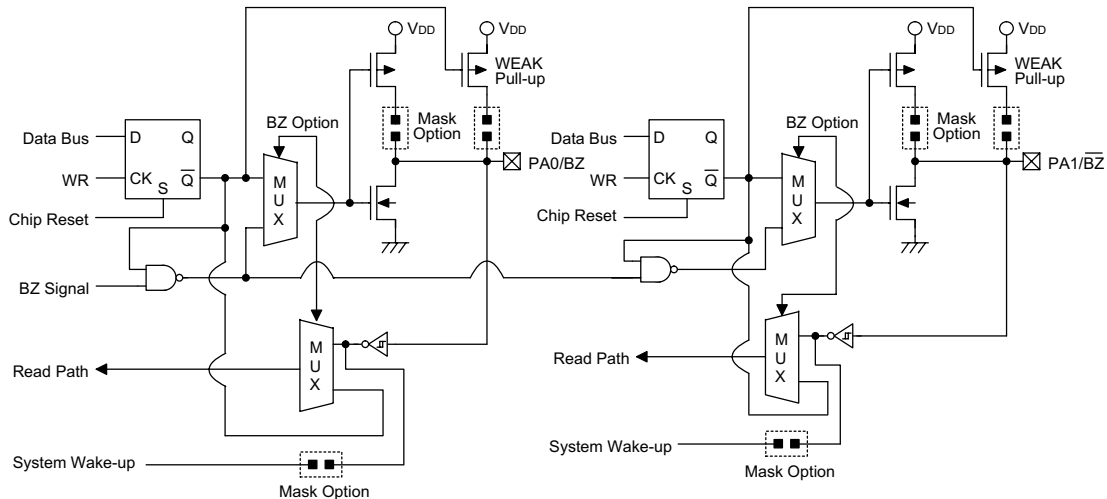 VDD
VDD
WEAK
Pull-up
Mask
Option
BZ Option
Data Bus
D
Q
WR
CK
S
Q̅
Chip Reset
M
U
X
PA0/BZ
BZ Signal
M
U
X
Read Path
System Wake-up
Mask Option
VDD
VDD
WEAK
Pull-up
Mask
Option
BZ Option
Data Bus
D
Q
WR
CK
S
Q̅
Chip Reset
M
U
X
PA1/B̅Z̅
M
U
X
Read Path
System Wake-up
Mask Option